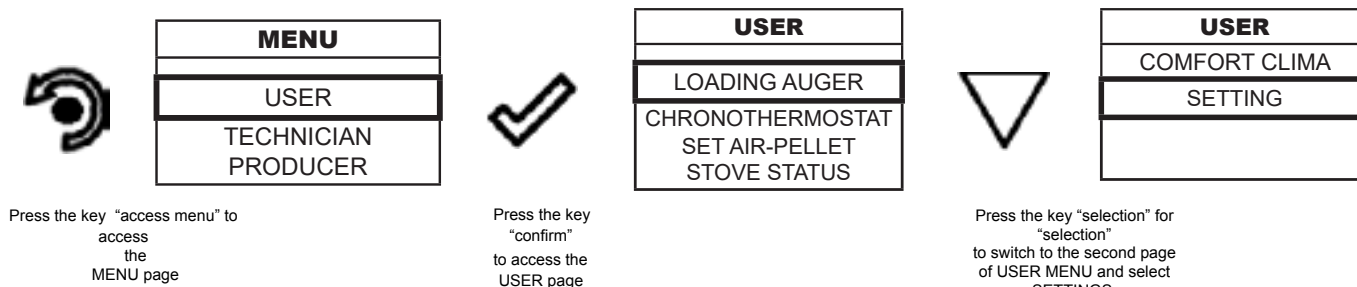 MENU
USER
TECHNICIAN
PRODUCER
Press the key “access menu” to
access
the
MENU page
USER
LOADING AUGER
CHRONOTHERMOSTAT
SET AIR-PELLET
STOVE STATUS
Press the key
“confirm”
to access the
USER page
USER
COMFORT CLIMA
SETTING
Press the key “selection” for
“selection”
to switch to the second page
of USER MENU and select